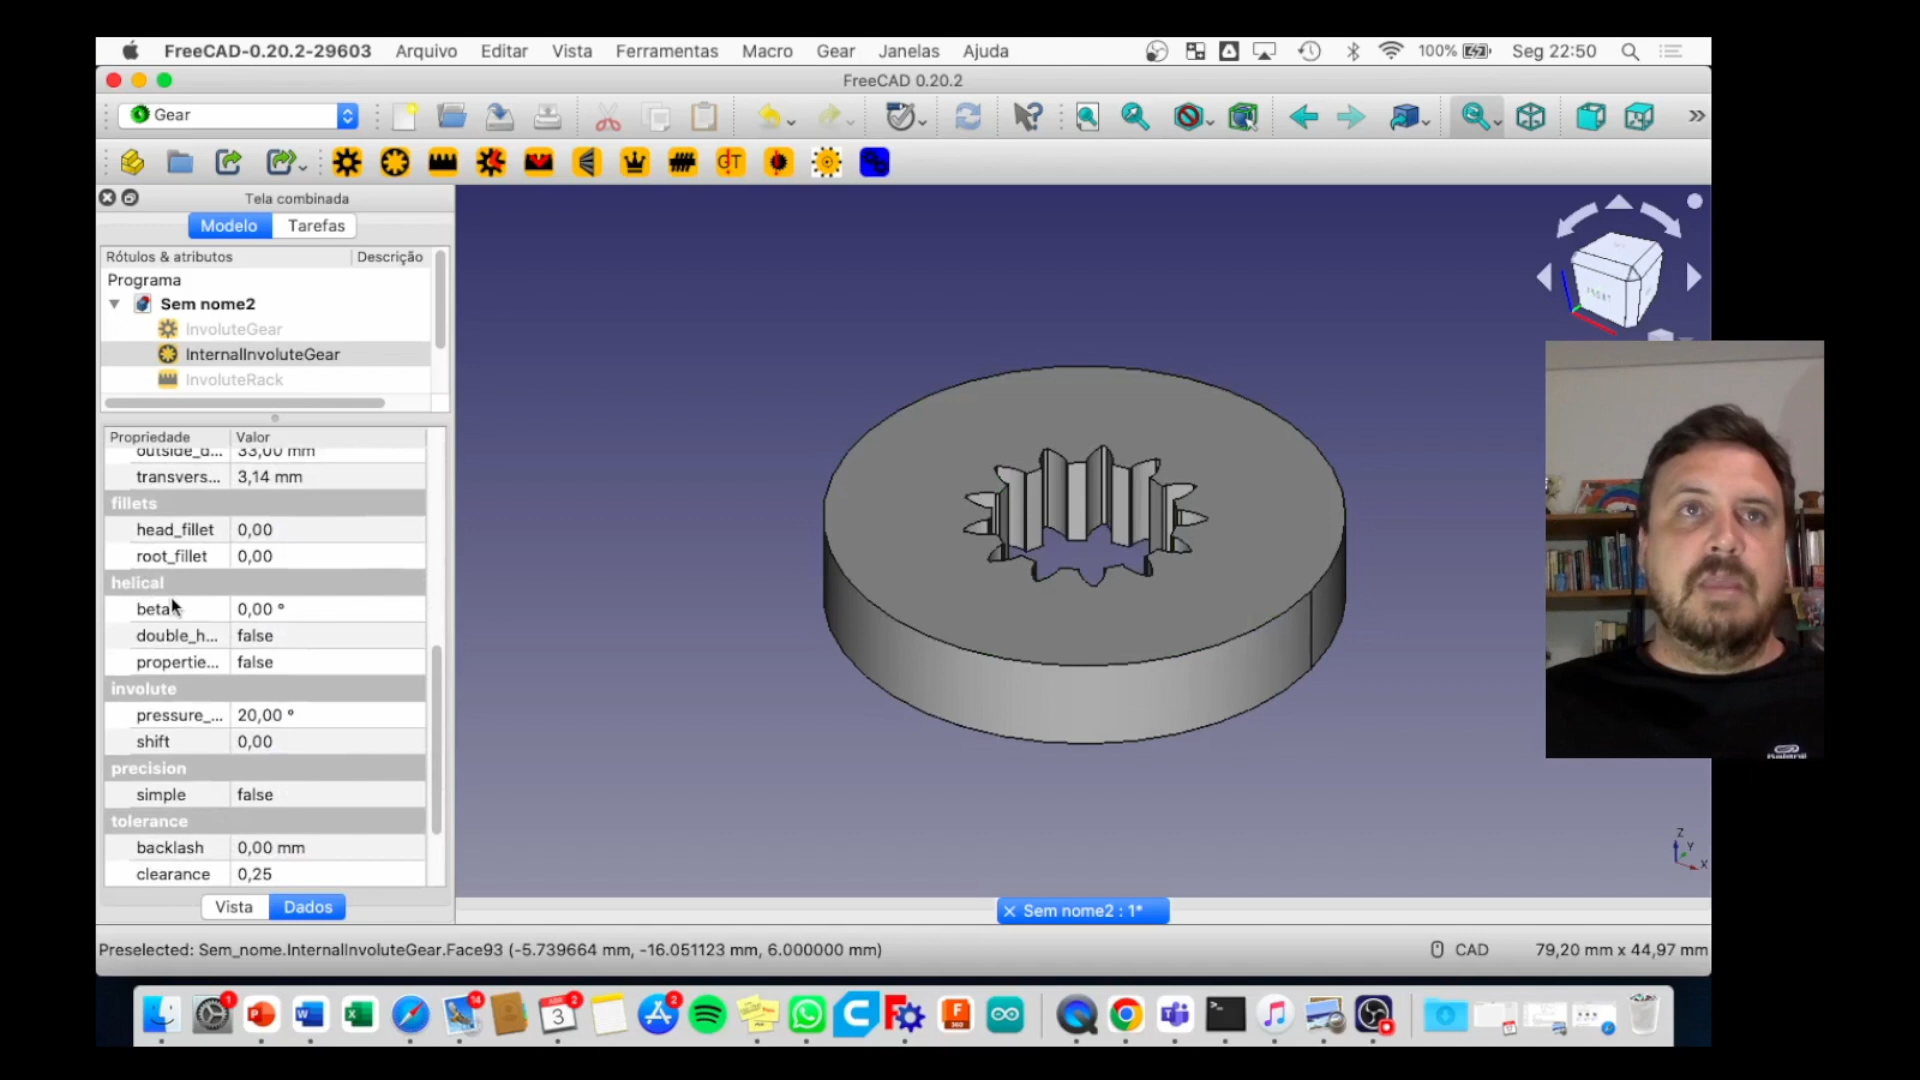 FreeCAD-0.20.2-29603 Arquivo Editar Vista Ferramentas Macro Gear Janelas Ajuda 100% Seg 22:50
FreeCAD 0.20.2
Gear
Tela combinada
Modelo Tarefas
Rótulos & atributos Descrição
Programa
Sem nome2
InvoluteGear
InternalInvoluteGear
InvoluteRack
Propriedade Valor
outside_d... 33,00 mm
transvers... 3,14 mm
fillets
head_fillet 0,00
root_fillet 0,00
helical
beta 0,00 °
double_h... false
propertie... false
involute
pressure_... 20,00 °
shift 0,00
precision
simple false
tolerance
backlash 0,00 mm
clearance 0,25
Vista Dados
FRONT
Z
Y
X
Sem nome2 : 1*
Preselected: Sem_nome.InternalInvoluteGear.Face93 (-5.739664 mm, -16.051123 mm, 6.000000 mm) CAD 79,20 mm x 44,97 mm